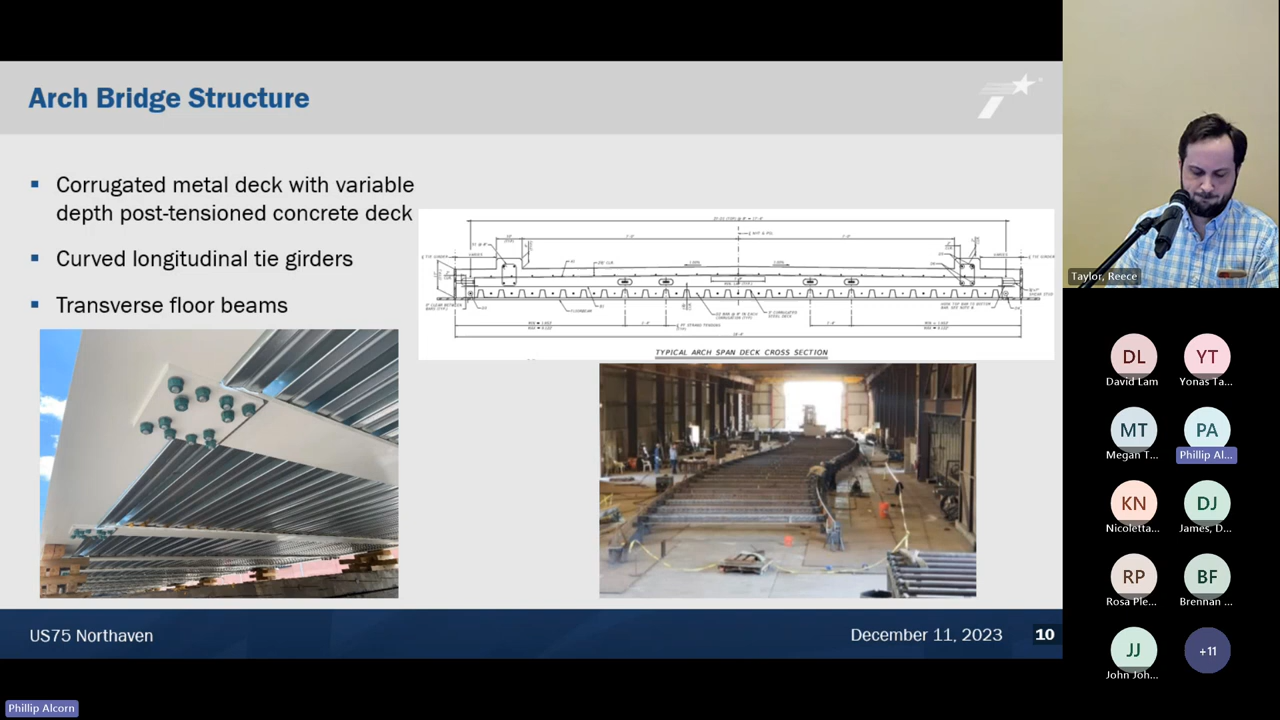 Arch Bridge Structure
Corrugated metal deck with variable
depth post-tensioned concrete deck
Curved longitudinal tie girders
Transverse floor beams
TYPICAL ARCH SPAN DECK CROSS SECTION
US75 Northaven
December 11, 2023
10
Phillip Alcorn
Taylor, Reece
DL
YT
David Lam
Yonas Ta...
MT
PA
Megan T...
Phillip Al...
KN
DJ
Nicoletta...
James, D...
RP
BF
Rosa Ple...
Brennan ...
JJ
+11
John Joh...